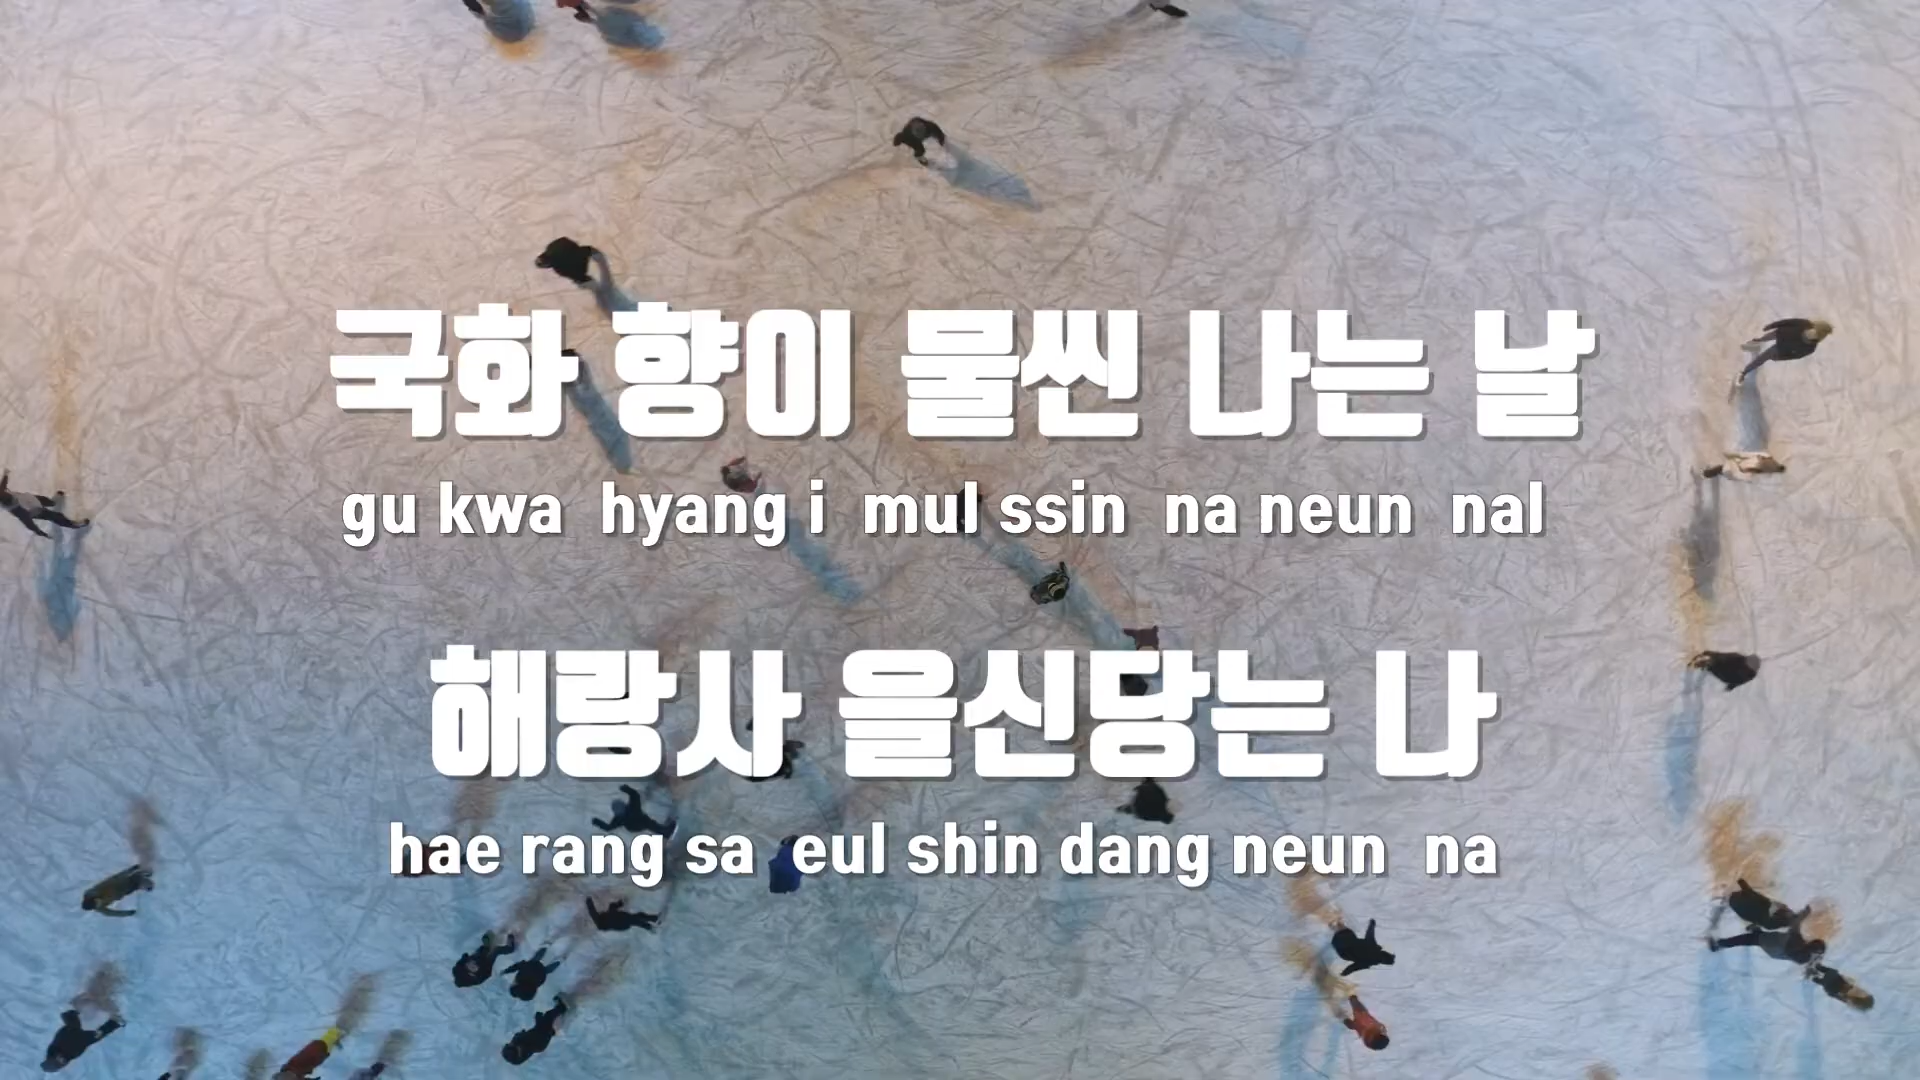 국화 향이 물씬 나는 날
gu kwa hyang i mul ssin na neun nal
해랑사 을신당는 나
hae rang sa eul shin dang neun na